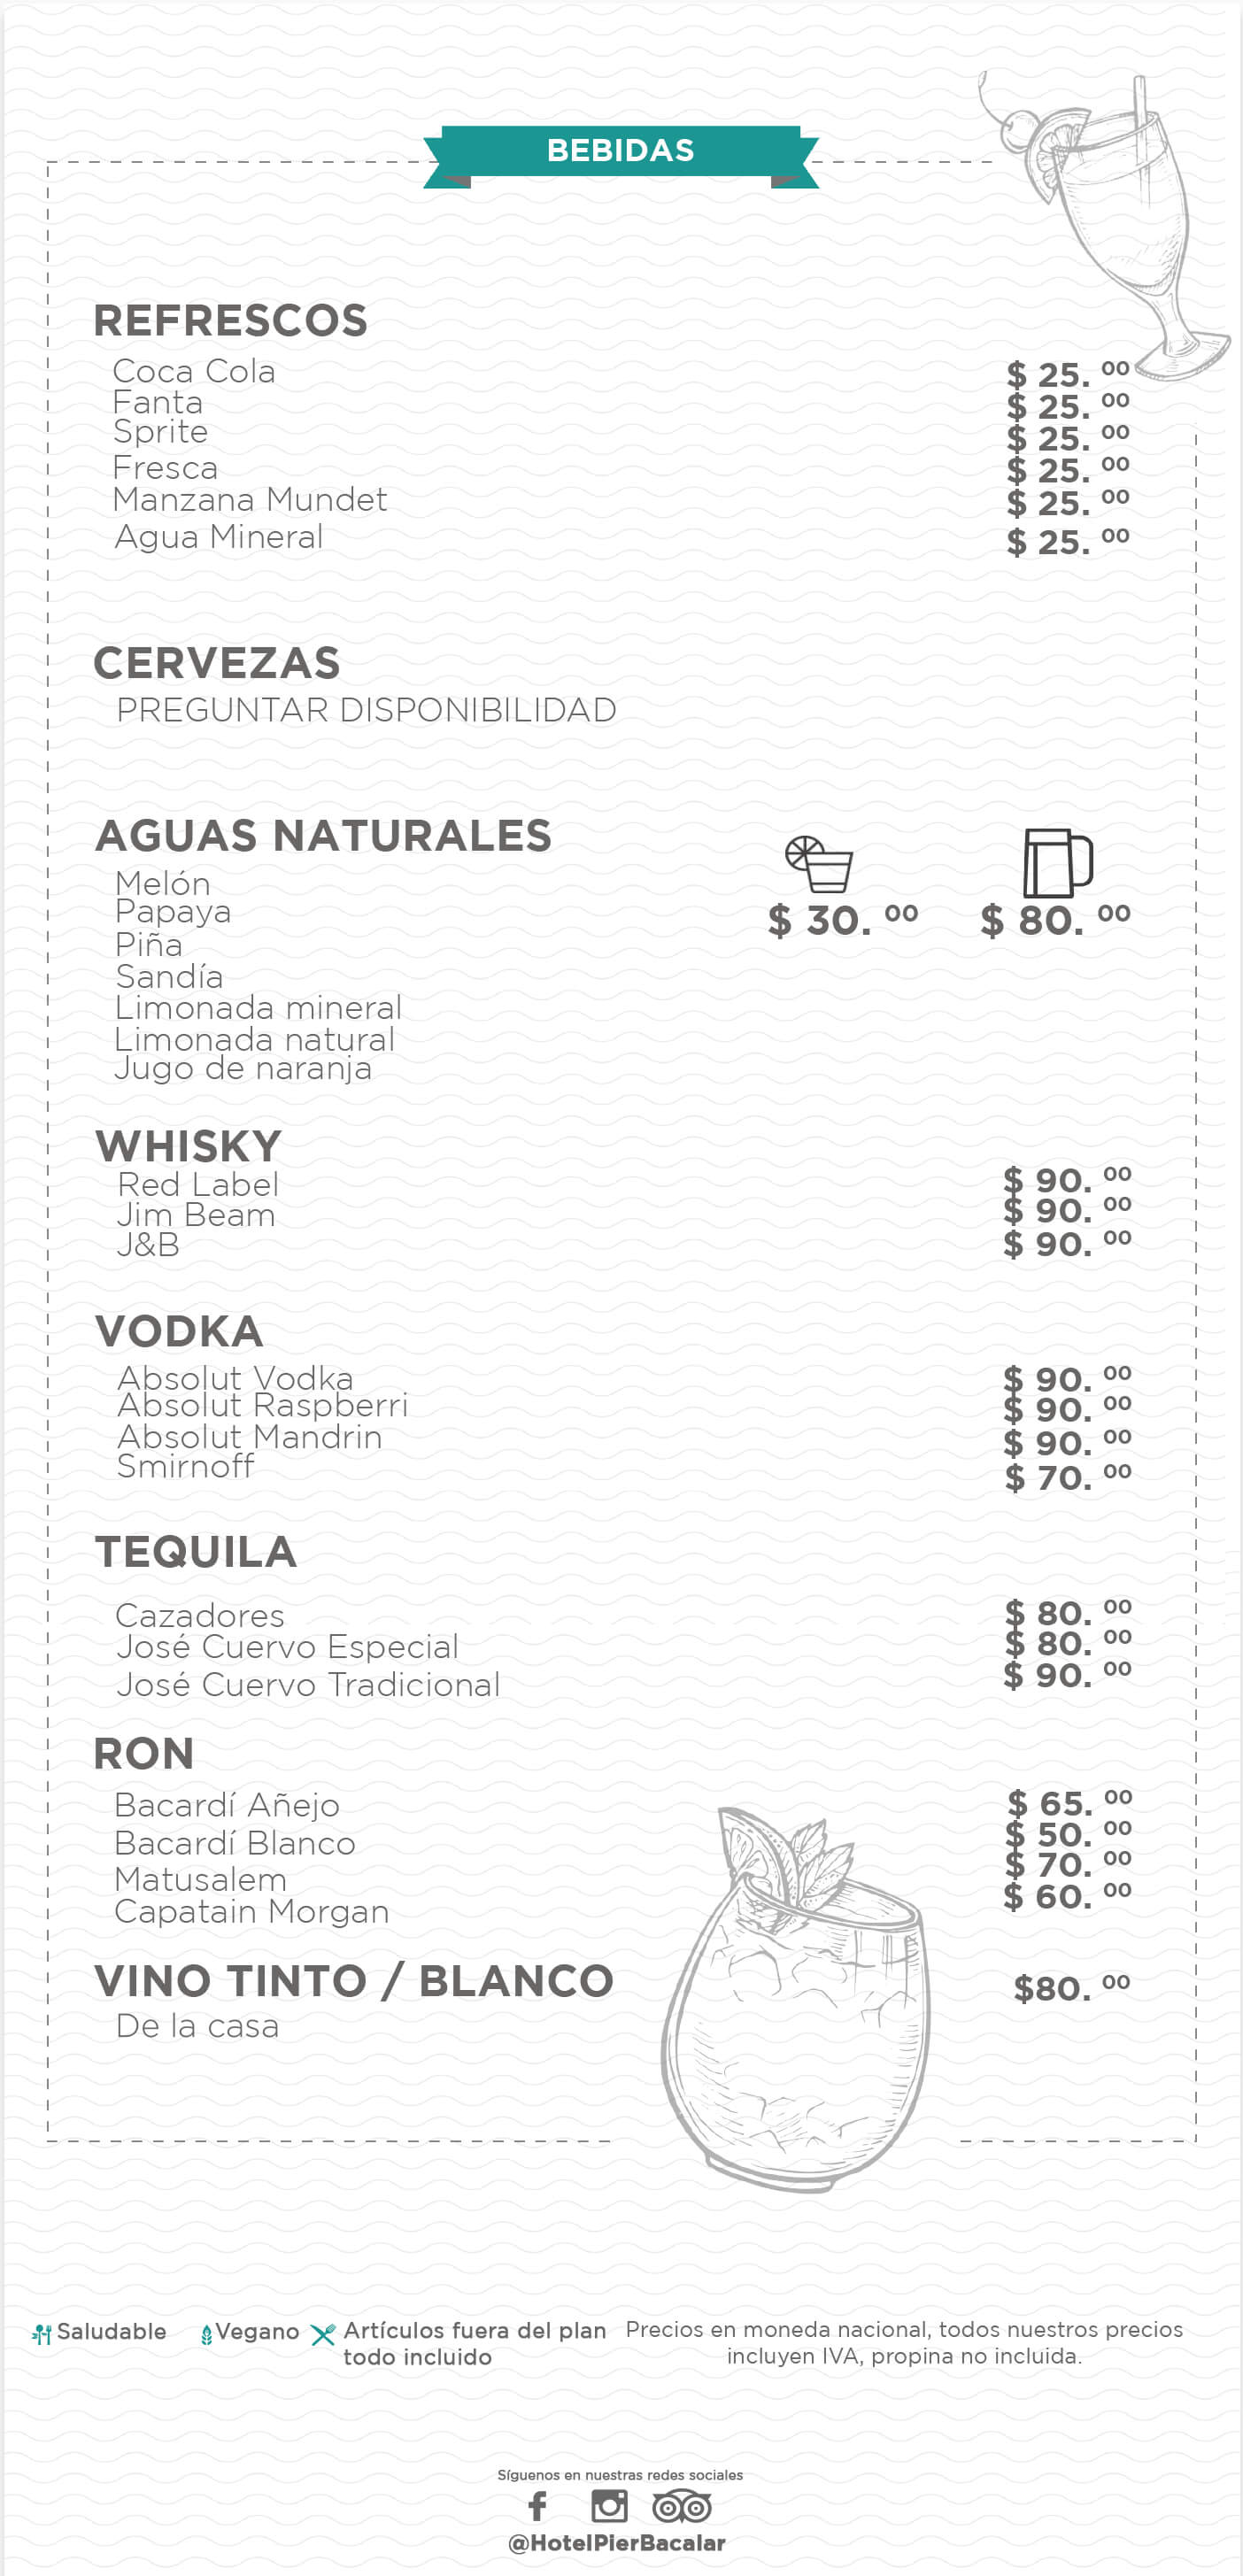 BEBIDAS
REFRESCOS
Coca Cola $ 25. 00
Fanta $ 25. 00
Sprite $ 25. 00
Fresca $ 25. 00
Manzana Mundet $ 25. 00
Agua Mineral $ 25. 00
CERVEZAS
PREGUNTAR DISPONIBILIDAD
AGUAS NATURALES
$ 30. 00 $ 80. 00
Melón
Papaya
Piña
Sandía
Limonada mineral
Limonada natural
Jugo de naranja
WHISKY
Red Label $ 90. 00
Jim Beam $ 90. 00
J&B $ 90. 00
VODKA
Absolut Vodka $ 90. 00
Absolut Raspberri $ 90. 00
Absolut Mandrin $ 90. 00
Smirnoff $ 70. 00
TEQUILA
Cazadores $ 80. 00
José Cuervo Especial $ 80. 00
José Cuervo Tradicional $ 90. 00
RON
Bacardí Añejo $ 65. 00
Bacardí Blanco $ 50. 00
Matusalem $ 70. 00
Capatain Morgan $ 60. 00
VINO TINTO / BLANCO $80. 00
De la casa
Saludable Vegano Artículos fuera del plan
todo incluido
Precios en moneda nacional, todos nuestros precios
incluyen IVA, propina no incluida.
Síguenos en nuestras redes sociales
@HotelPierBacalar